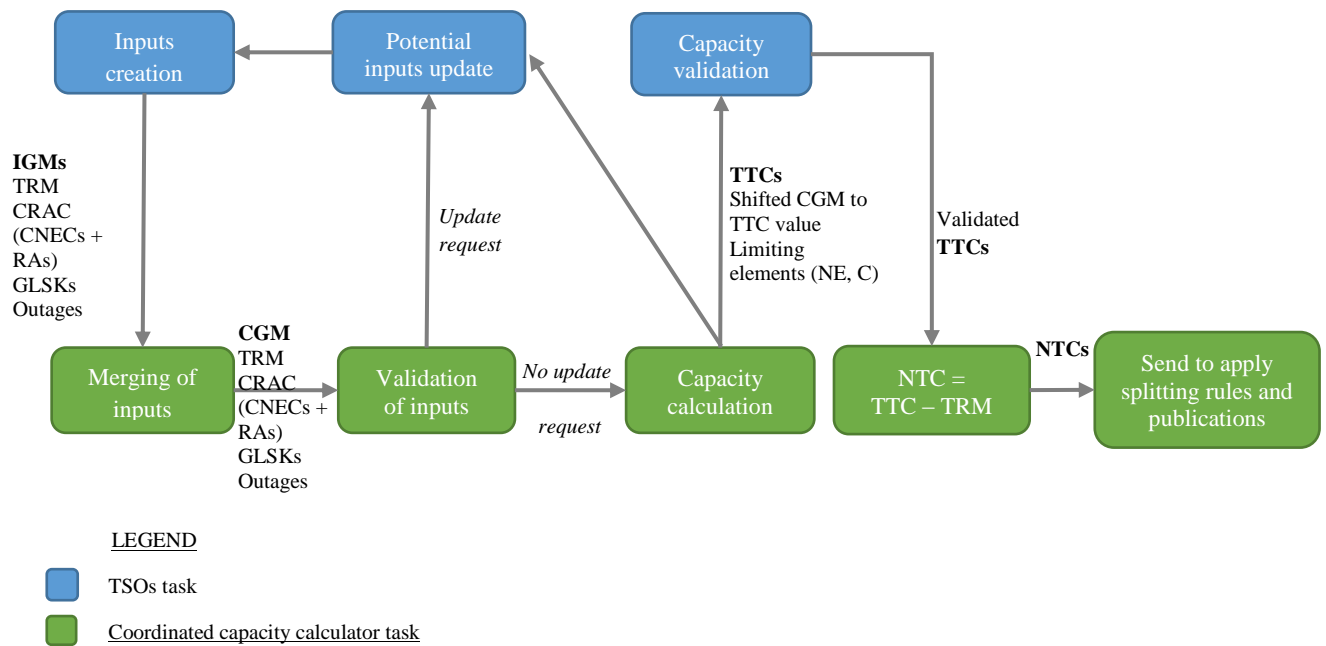 Inputs
creation
Potential
inputs update
Capacity
validation
IGMs
TRM
CRAC
(CNECs +
RAs)
GLSKs
Outages
Update
request
TTCs
Shifted CGM to
TTC value
Limiting
elements (NE, C)
Validated
TTCs
Merging of
inputs
CGM
TRM
CRAC
(CNECs +
RAs)
GLSKs
Outages
Validation
of inputs
No update
request
Capacity
calculation
NTC =
TTC – TRM
NTCs
Send to apply
splitting rules and
publications
LEGEND
TSOs task
Coordinated capacity calculator task